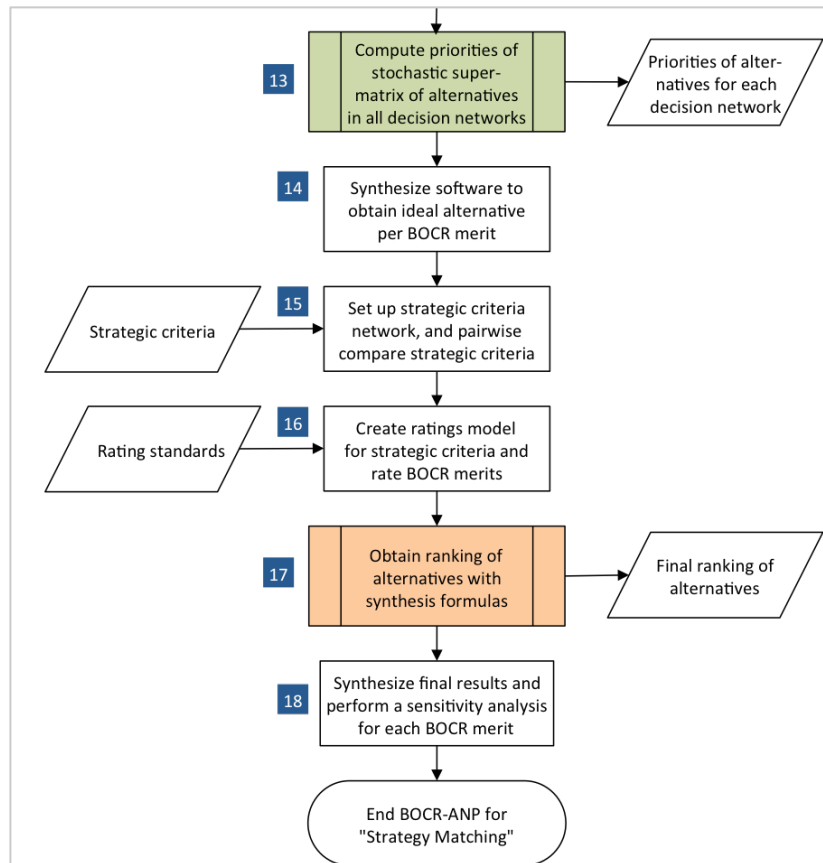 13
Compute priorities of
stochastic super-
matrix of alternatives
in all decision networks
Priorities of alter-
natives for each
decision network
14
Synthesize software to
obtain ideal alternative
per BOCR merit
Strategic criteria
15
Set up strategic criteria
network, and pairwise
compare strategic criteria
Rating standards
16
Create ratings model
for strategic criteria and
rate BOCR merits
17
Obtain ranking of
alternatives with
synthesis formulas
Final ranking of
alternatives
18
Synthesize final results and
perform a sensitivity analysis
for each BOCR merit
End BOCR-ANP for
"Strategy Matching"